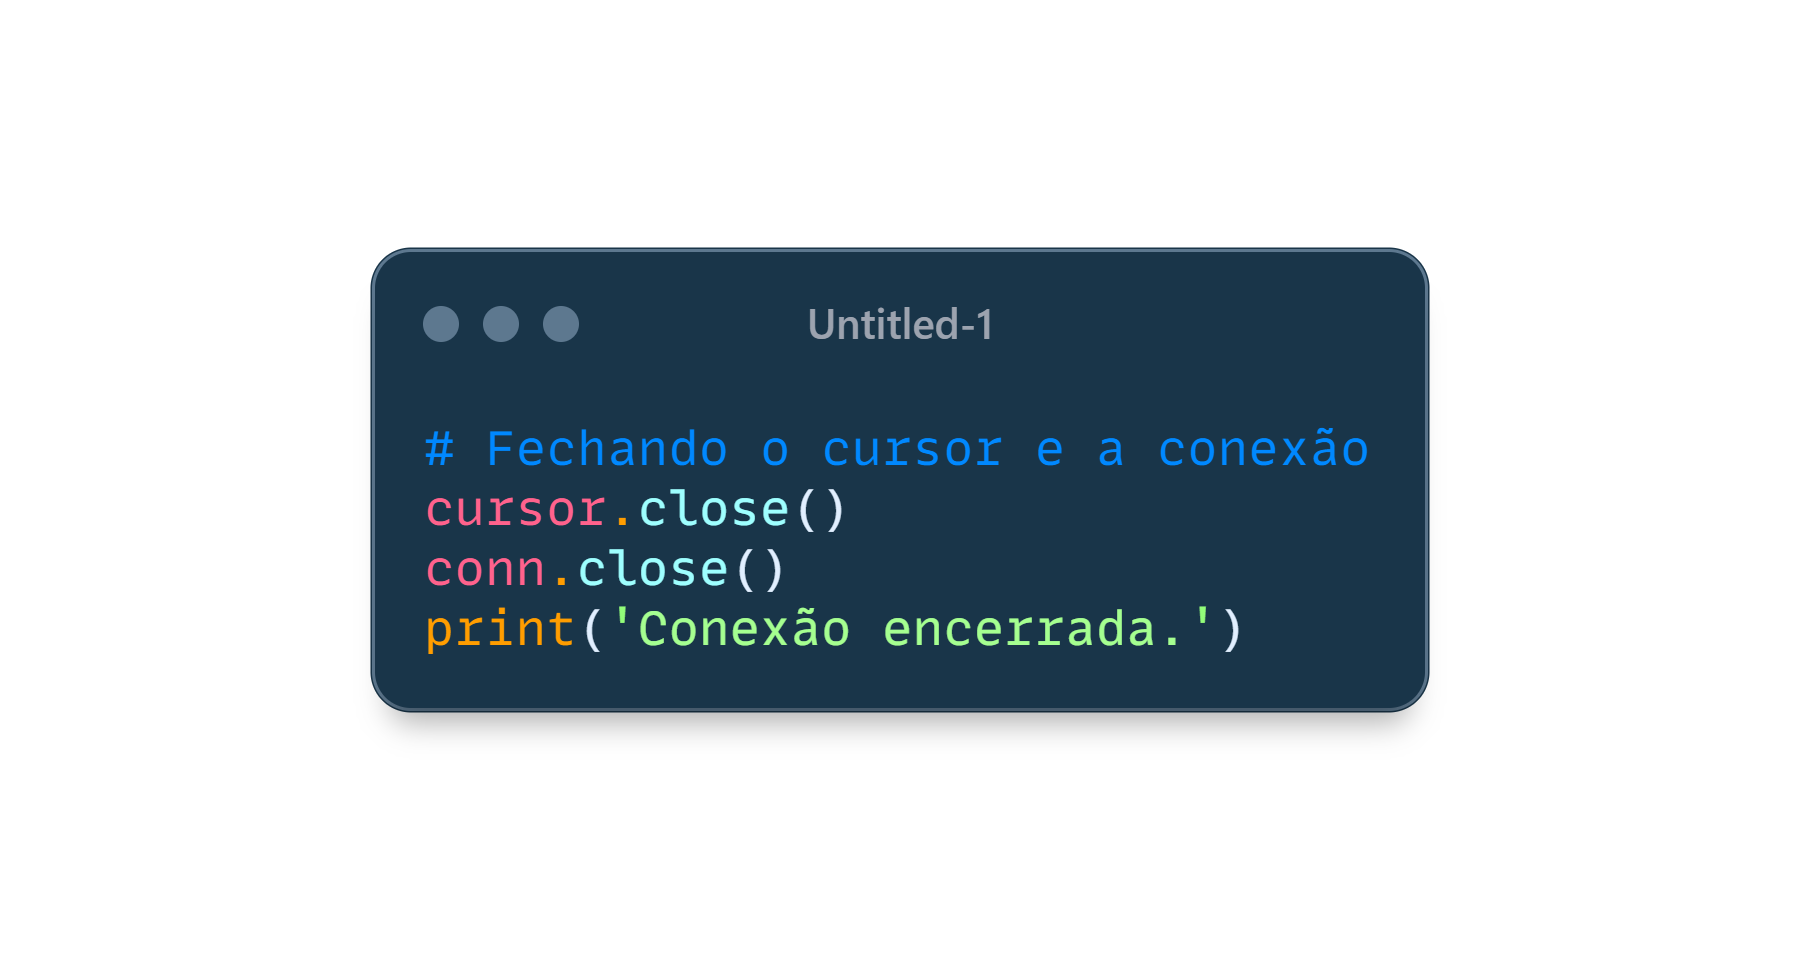 Untitled-1
# Fechando o cursor e a conexão
cursor.close()
conn.close()
print('Conexão encerrada.')